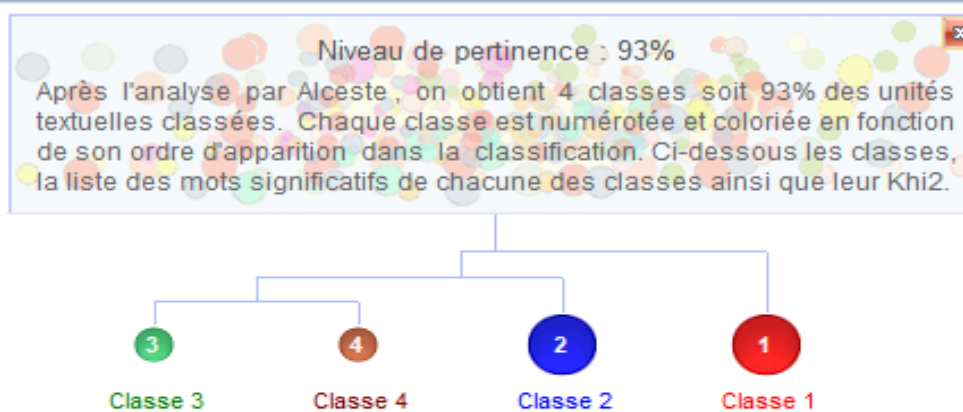 Niveau de pertinence : 93%
Après l'analyse par Alceste , on obtient 4 classes soit 93% des unités
textuelles classées. Chaque classe est numérotée et coloriée en fonction
de son ordre d'apparition dans la classification. Ci-dessous les classes,
la liste des mots significatifs de chacune des classes ainsi que leur Khi2.
3 4 2 1
Classe 3 Classe 4 Classe 2 Classe 1